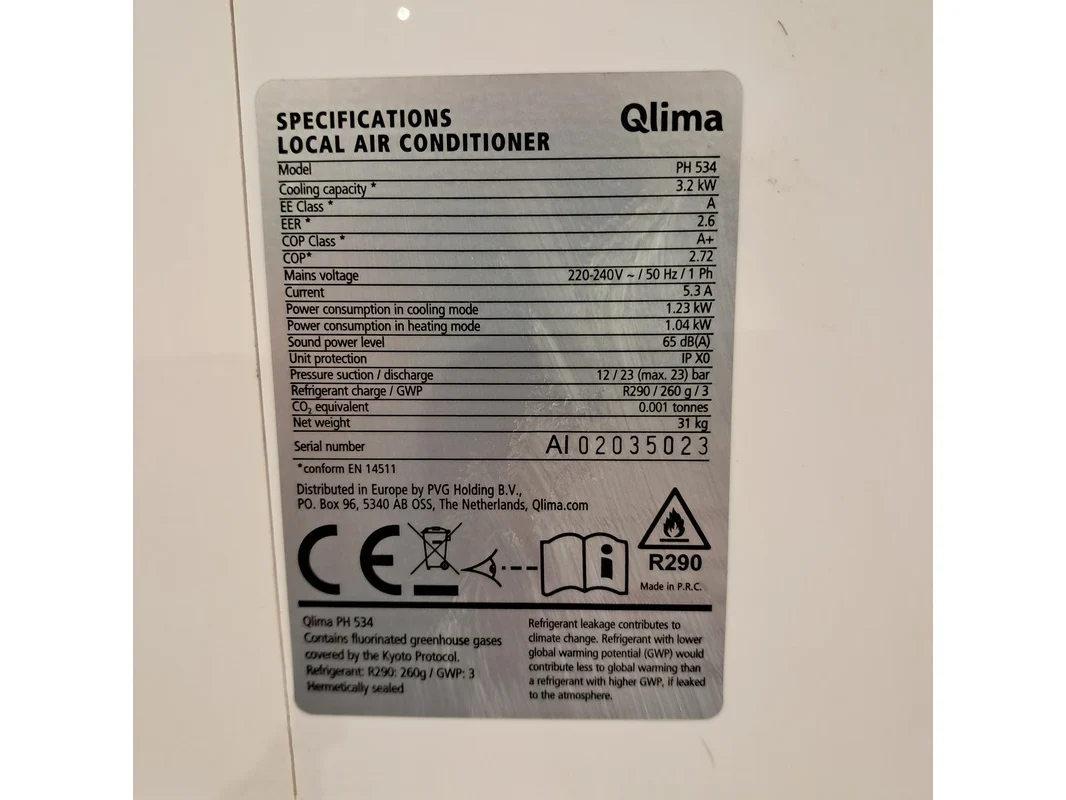 SPECIFICATIONS
LOCAL AIR CONDITIONER
Qlima
Model PH 534
Cooling capacity * 3.2 kW
EE Class * A
EER * 2.6
COP Class * A+
COP* 2.72
Mains voltage 220-240V ~ / 50 Hz / 1 Ph
Current 5.3 A
Power consumption in cooling mode 1.23 kW
Power consumption in heating mode 1.04 kW
Sound power level 65 dB(A)
Unit protection IP X0
Pressure suction / discharge 12 / 23 (max. 23) bar
Refrigerant charge / GWP R290 / 260 g / 3
CO₂ equivalent 0.001 tonnes
Net weight 31 kg
Serial number AI 02035023
*conform EN 14511
Distributed in Europe by PVG Holding B.V.,
PO. Box 96, 5340 AB OSS, The Netherlands, Qlima.com
CE
i
R290
Made in P.R.C.
Qlima PH 534
Contains fluorinated greenhouse gases
covered by the Kyoto Protocol.
Refrigerant: R290: 260g / GWP: 3
Hermetically sealed
Refrigerant leakage contributes to
climate change. Refrigerant with lower
global warming potential (GWP) would
contribute less to global warming than
a refrigerant with higher GWP, if leaked
to the atmosphere.